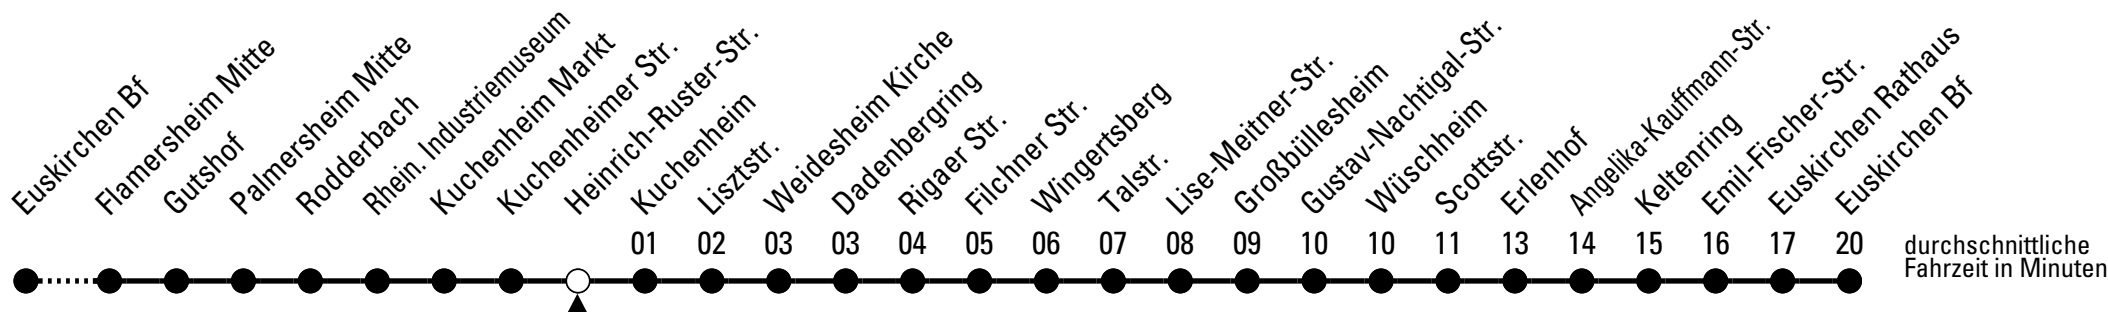 Euskirchen Bf
Flamersheim Mitte
Gutshof
Palmersheim Mitte
Rodderbach
Rhein. Industriemuseum
Kuchenheim Markt
Kuchenheimer Str.
Heinrich-Ruster-Str.
Kuchenheim
Lisztstr.
Weidesheim Kirche
Dadenbergring
Rigaer Str.
Filchner Str.
Wingertsberg
Talstr.
Lise-Meitner-Str.
Großbüllesheim
Gustav-Nachtigal-Str.
Wüschheim
Scottstr.
Erlenhof
Angelika-Kauffmann-Str.
Keltenring
Emil-Fischer-Str.
Euskirchen Rathaus
Euskirchen Bf
01 02 03 03 04 05 06 07 08 09 10 10 11 13 14 15 16 17 20
durchschnittliche
Fahrzeit in Minuten